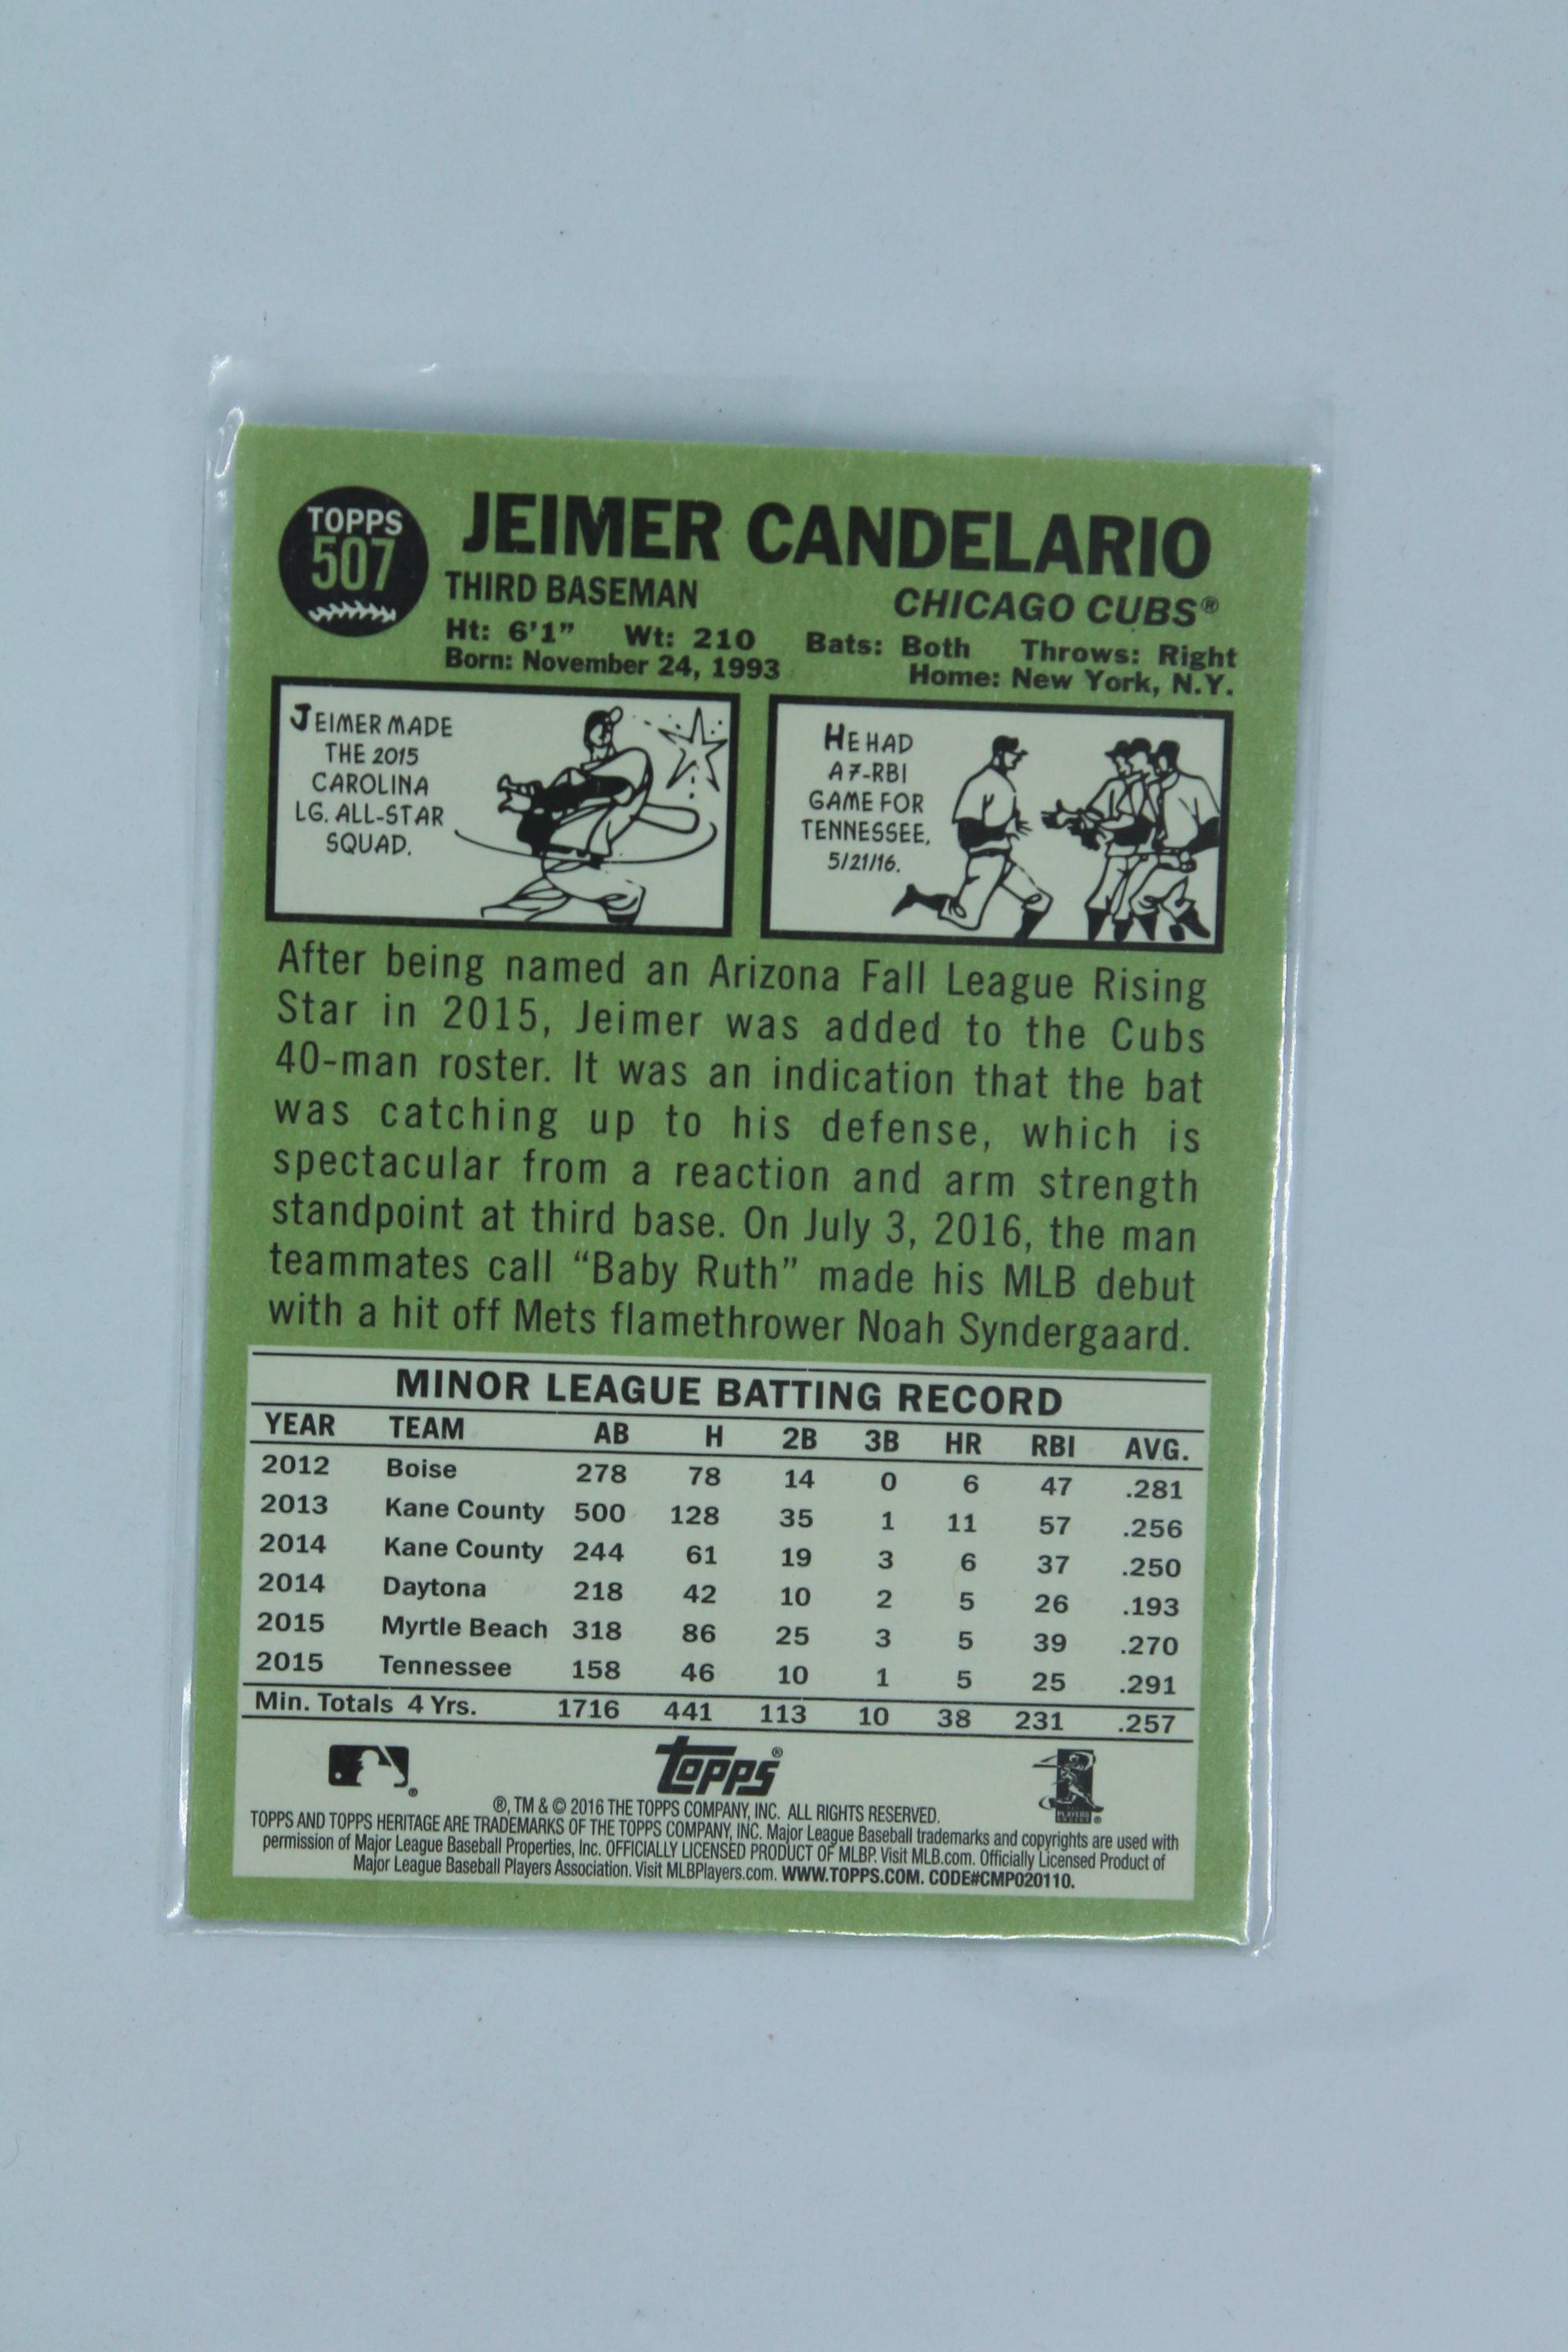 TOPPS
507
JEIMER CANDELARIO
THIRD BASEMAN CHICAGO CUBS®
Ht: 6'1" Wt: 210 Bats: Both Throws: Right
Born: November 24, 1993 Home: New York, N.Y.
JEIMER MADE
THE 2015
CAROLINA
LG. ALL-STAR
SQUAD.
HE HAD
A 7-RBI
GAME FOR
TENNESSEE,
5/21/16.
After being named an Arizona Fall League Rising
Star in 2015, Jeimer was added to the Cubs
40-man roster. It was an indication that the bat
was catching up to his defense, which is
spectacular from a reaction and arm strength
standpoint at third base. On July 3, 2016, the man
teammates call “Baby Ruth” made his MLB debut
with a hit off Mets flamethrower Noah Syndergaard.
MINOR LEAGUE BATTING RECORD
YEAR TEAM AB H 2B 3B HR RBI AVG.
2012 Boise 278 78 14 0 6 47 .281
2013 Kane County 500 128 35 1 11 57 .256
2014 Kane County 244 61 19 3 6 37 .250
2014 Daytona 218 42 10 2 5 26 .193
2015 Myrtle Beach 318 86 25 3 5 39 .270
2015 Tennessee 158 46 10 1 5 25 .291
Min. Totals 4 Yrs. 1716 441 113 10 38 231 .257
topps®
®, TM & © 2016 THE TOPPS COMPANY, INC. ALL RIGHTS RESERVED.
TOPPS AND TOPPS HERITAGE ARE TRADEMARKS OF THE TOPPS COMPANY, INC. Major League Baseball trademarks and copyrights are used with
permission of Major League Baseball Properties, Inc. OFFICIALLY LICENSED PRODUCT OF MLBP. Visit MLB.com. Officially Licensed Product of
Major League Baseball Players Association. Visit MLBPlayers.com. WWW.TOPPS.COM. CODE#CMP020110.